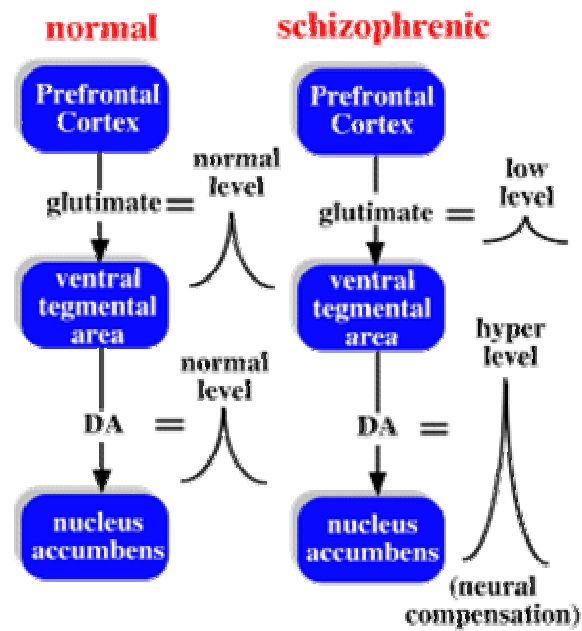 normal
Prefrontal
Cortex
glutimate =
normal
level
ventral
tegmental
area
DA =
normal
level
nucleus
accumbens
schizophrenic
Prefrontal
Cortex
glutimate =
low
level
ventral
tegmental
area
DA =
hyper
level
nucleus
accumbens
(neural
compensation)